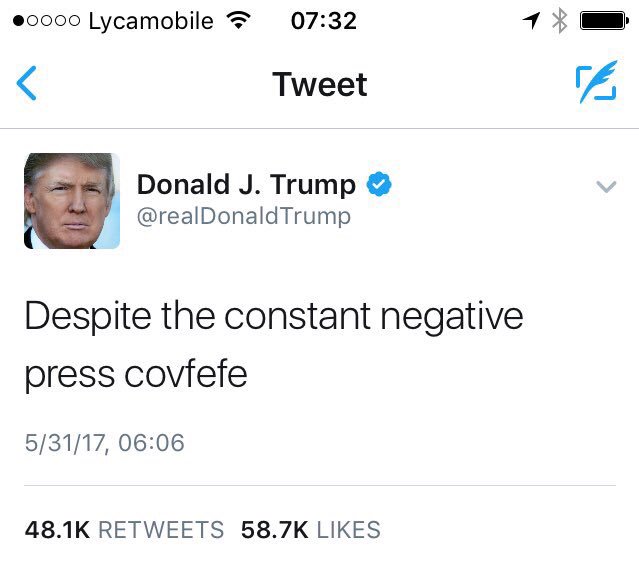 Lycamobile 07:32
Tweet
Donald J. Trump
@realDonaldTrump
Despite the constant negative
press covfefe
5/31/17, 06:06
48.1K RETWEETS 58.7K LIKES